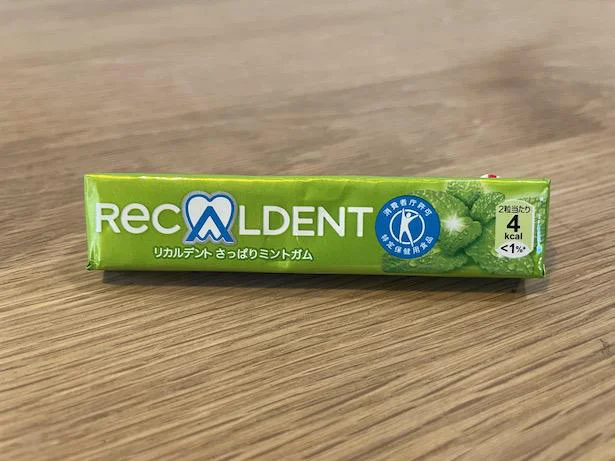 RecALDENT
リカルデント さっぱりミントガム
消費者庁許可
特定保健用食品
2粒当たり
4
kcal
<1%*